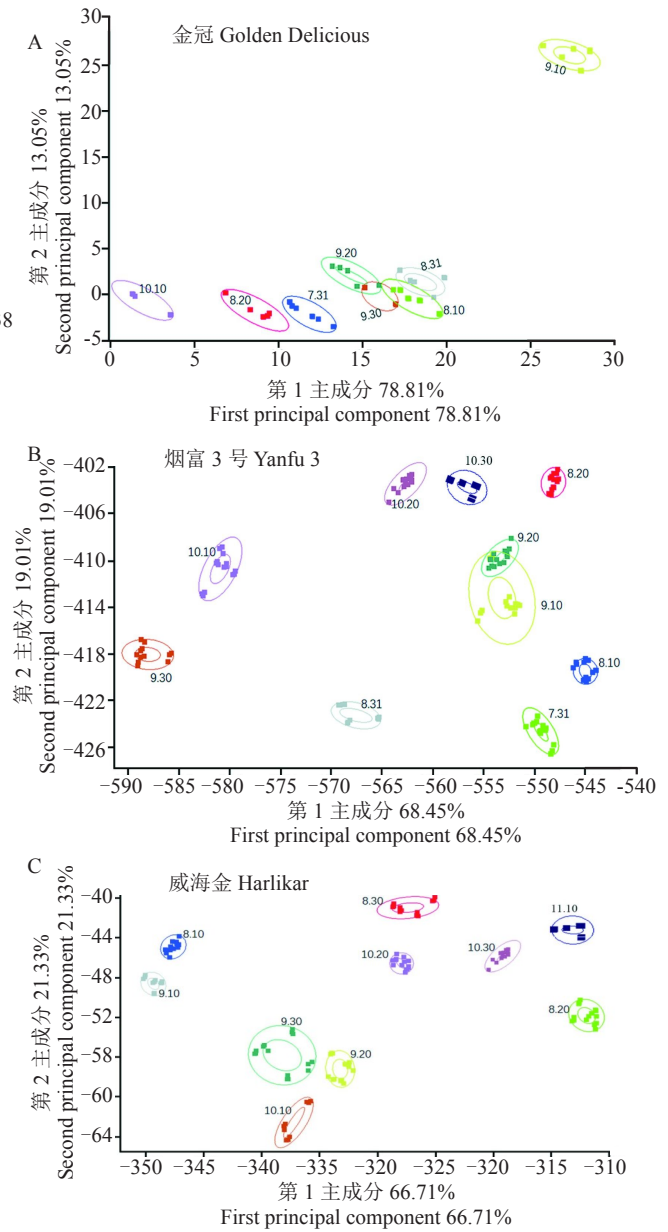 A
金冠 Golden Delicious
第 2 主成分 13.05%
Second principal component 13.05%
30
25
20
15
10
5
0
-5
9.10
9.20
8.31
10.10
8.20
7.31
9.30
8.10
0 5 10 15 20 25 30
第 1 主成分 78.81%
First principal component 78.81%
8
B
烟富 3 号 Yanfu 3
第 2 主成分 19.01%
Second principal component 19.01%
−402
−406
−410
−414
−418
−422
−426
10.30
8.20
10.20
9.20
10.10
9.10
8.10
9.30
8.31
7.31
−590 −585 −580 −575 −570 −565 −560 −555 −550 −545 -540
第 1 主成分 68.45%
First principal component 68.45%
C
威海金 Harlikar
第 2 主成分 21.33%
Second principal component 21.33%
−40
−44
−48
−52
−58
−60
−64
8.30
11.10
8.10
10.20
10.30
9.10
8.20
9.30
9.20
10.10
−350 −345 −340 −335 −330 −328 −325 −320 −315 −310
第 1 主成分 66.71%
First principal component 66.71%